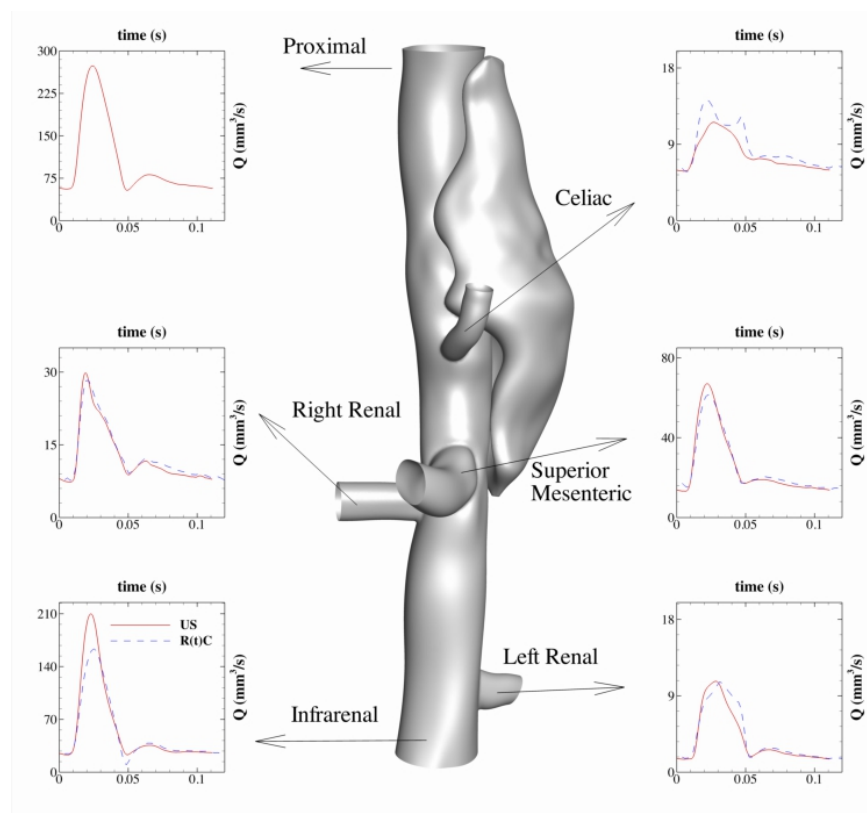 time (s)
300
225
150
75
0
0 0.05 0.1
Q (mm³/s)
Proximal
time (s)
18
9
0
0 0.05 0.1
Q (mm³/s)
Celiac
time (s)
30
15
0
0 0.05 0.1
Q (mm³/s)
Right Renal
time (s)
80
40
0
0 0.05 0.1
Q (mm³/s)
Superior
Mesenteric
time (s)
210
140
70
0
0 0.05 0.1
US
R(t)C
Q (mm³/s)
Infrarenal
time (s)
18
9
0
0 0.05 0.1
Q (mm³/s)
Left Renal